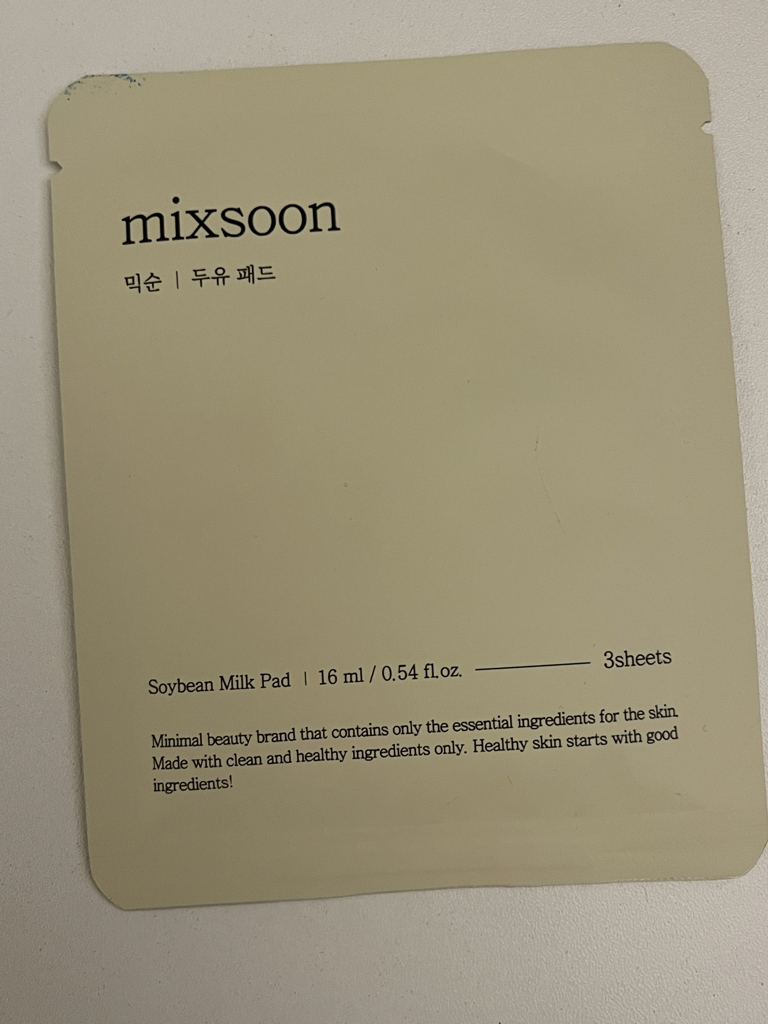 mixsoon
믹순 | 두유 패드
Soybean Milk Pad | 16 ml / 0.54 fl.oz. 3sheets
Minimal beauty brand that contains only the essential ingredients for the skin.
Made with clean and healthy ingredients only. Healthy skin starts with good
ingredients!